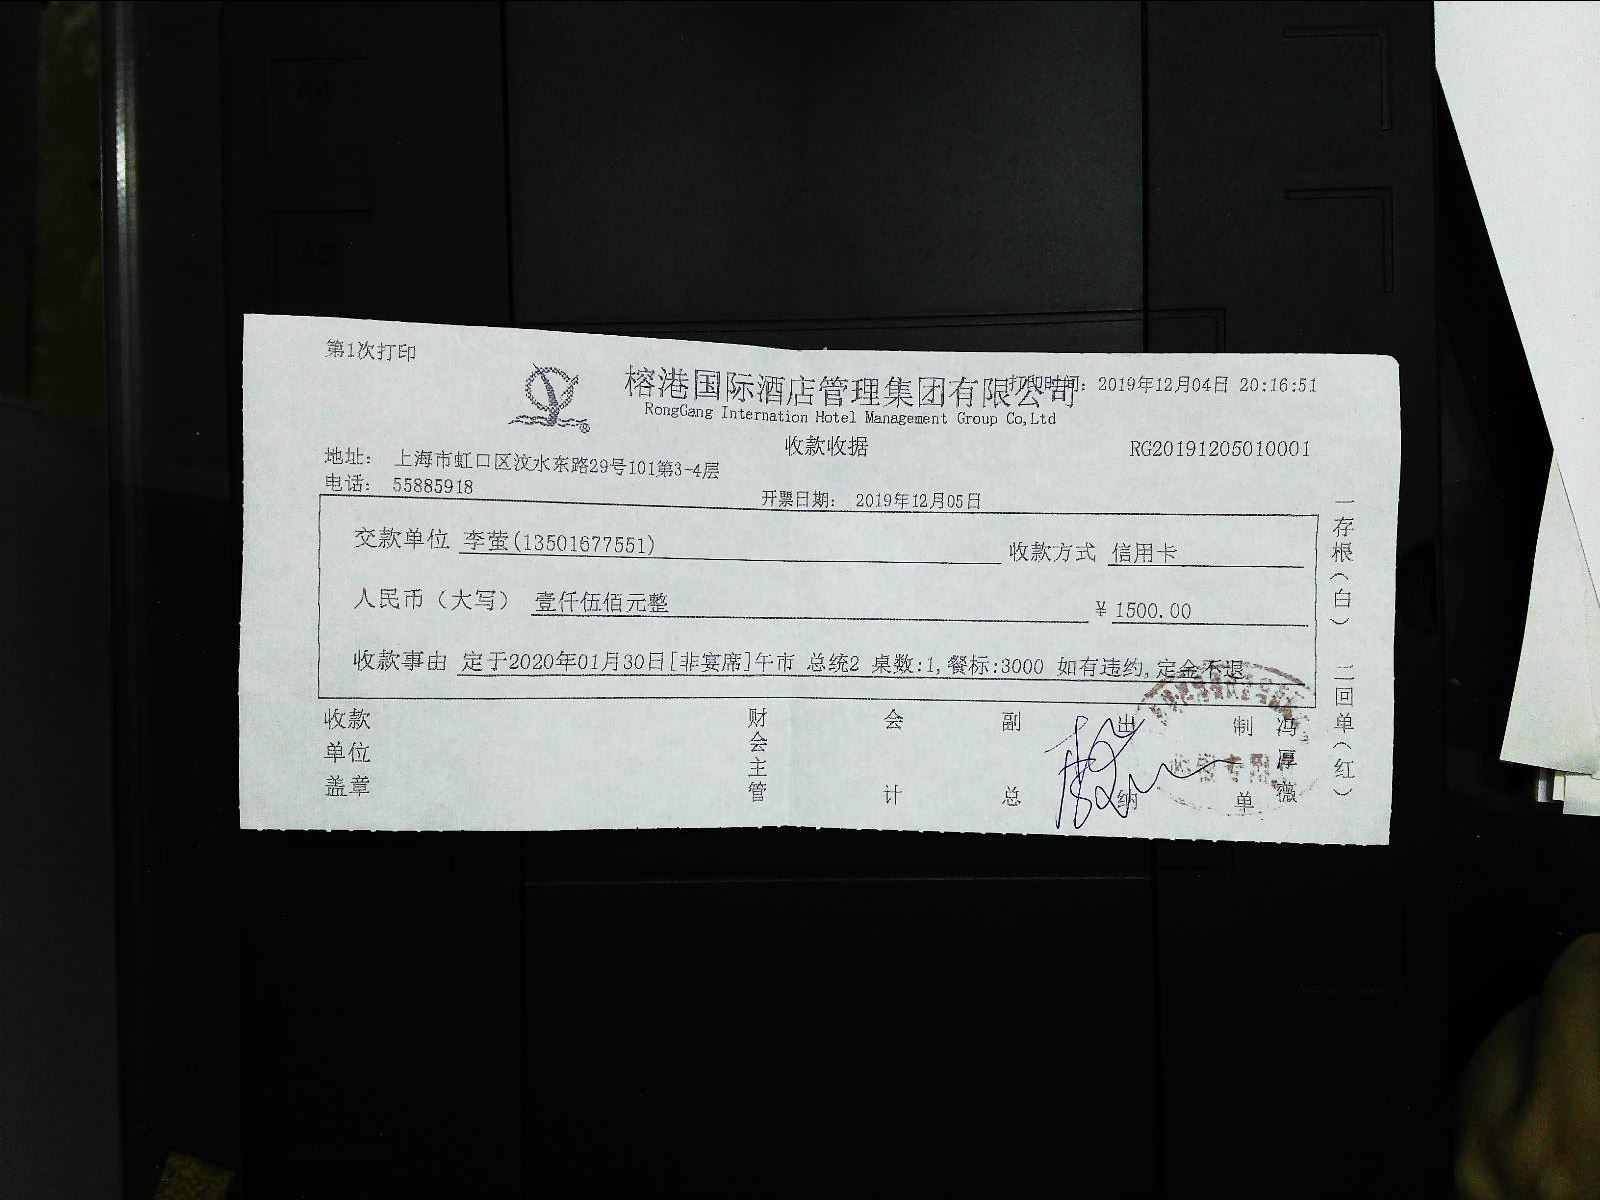 第1次打印
榕港国际酒店管理集团有限公司
打印时间：2019年12月04日 20:16:51
RongGang Internation Hotel Management Group Co,Ltd
收款收据
RG20191205010001
地址： 上海市虹口区汶水东路29号101第3-4层
电话： 55885918
开票日期： 2019年12月05日
交款单位 李萤(13501677551) 收款方式 信用卡
人民币（大写） 壹仟伍佰元整 ¥ 1500.00
收款事由 定于2020年01月30日[非宴席]午市 总统2 桌数:1,餐标:3000 如有违约,定金不退
收款单位盖章
财会主管
会计
副总
出纳
制单
冯厚薇
一存根（白）
二回单（红）
专用
A4
A5